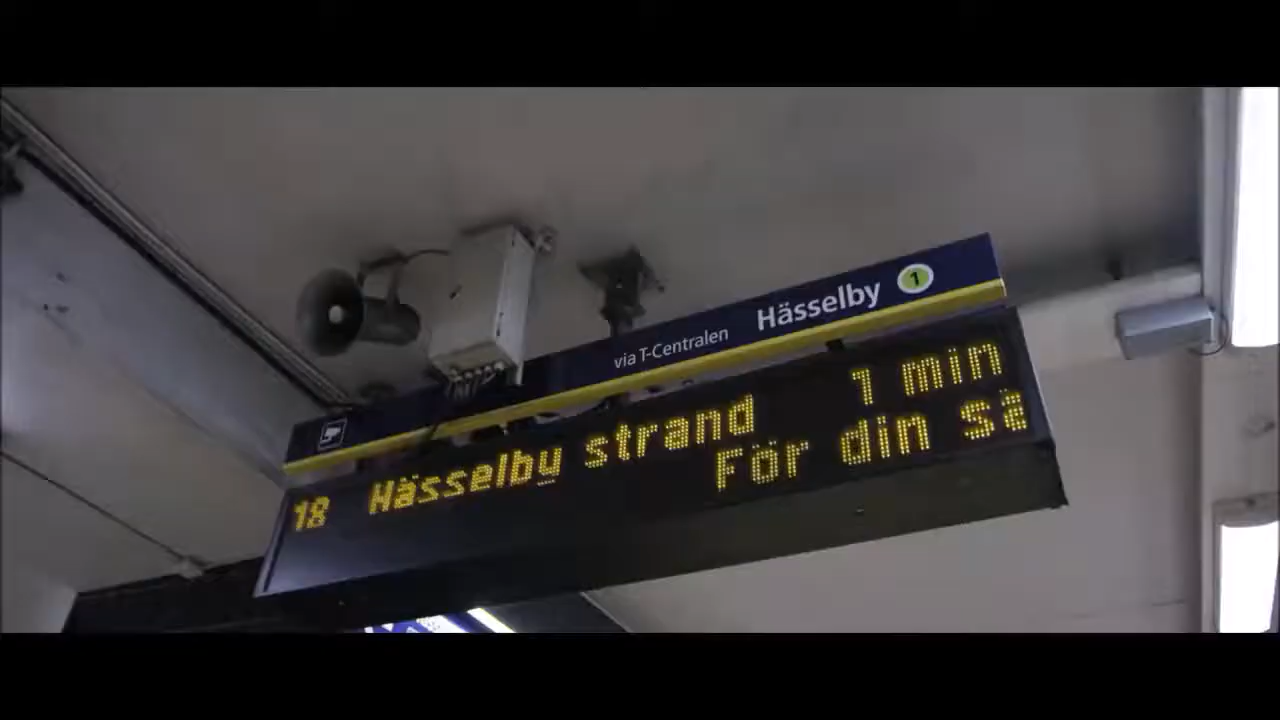 via T-Centralen Hässelby 1
18 Hässelby strand 1 min
För din sä